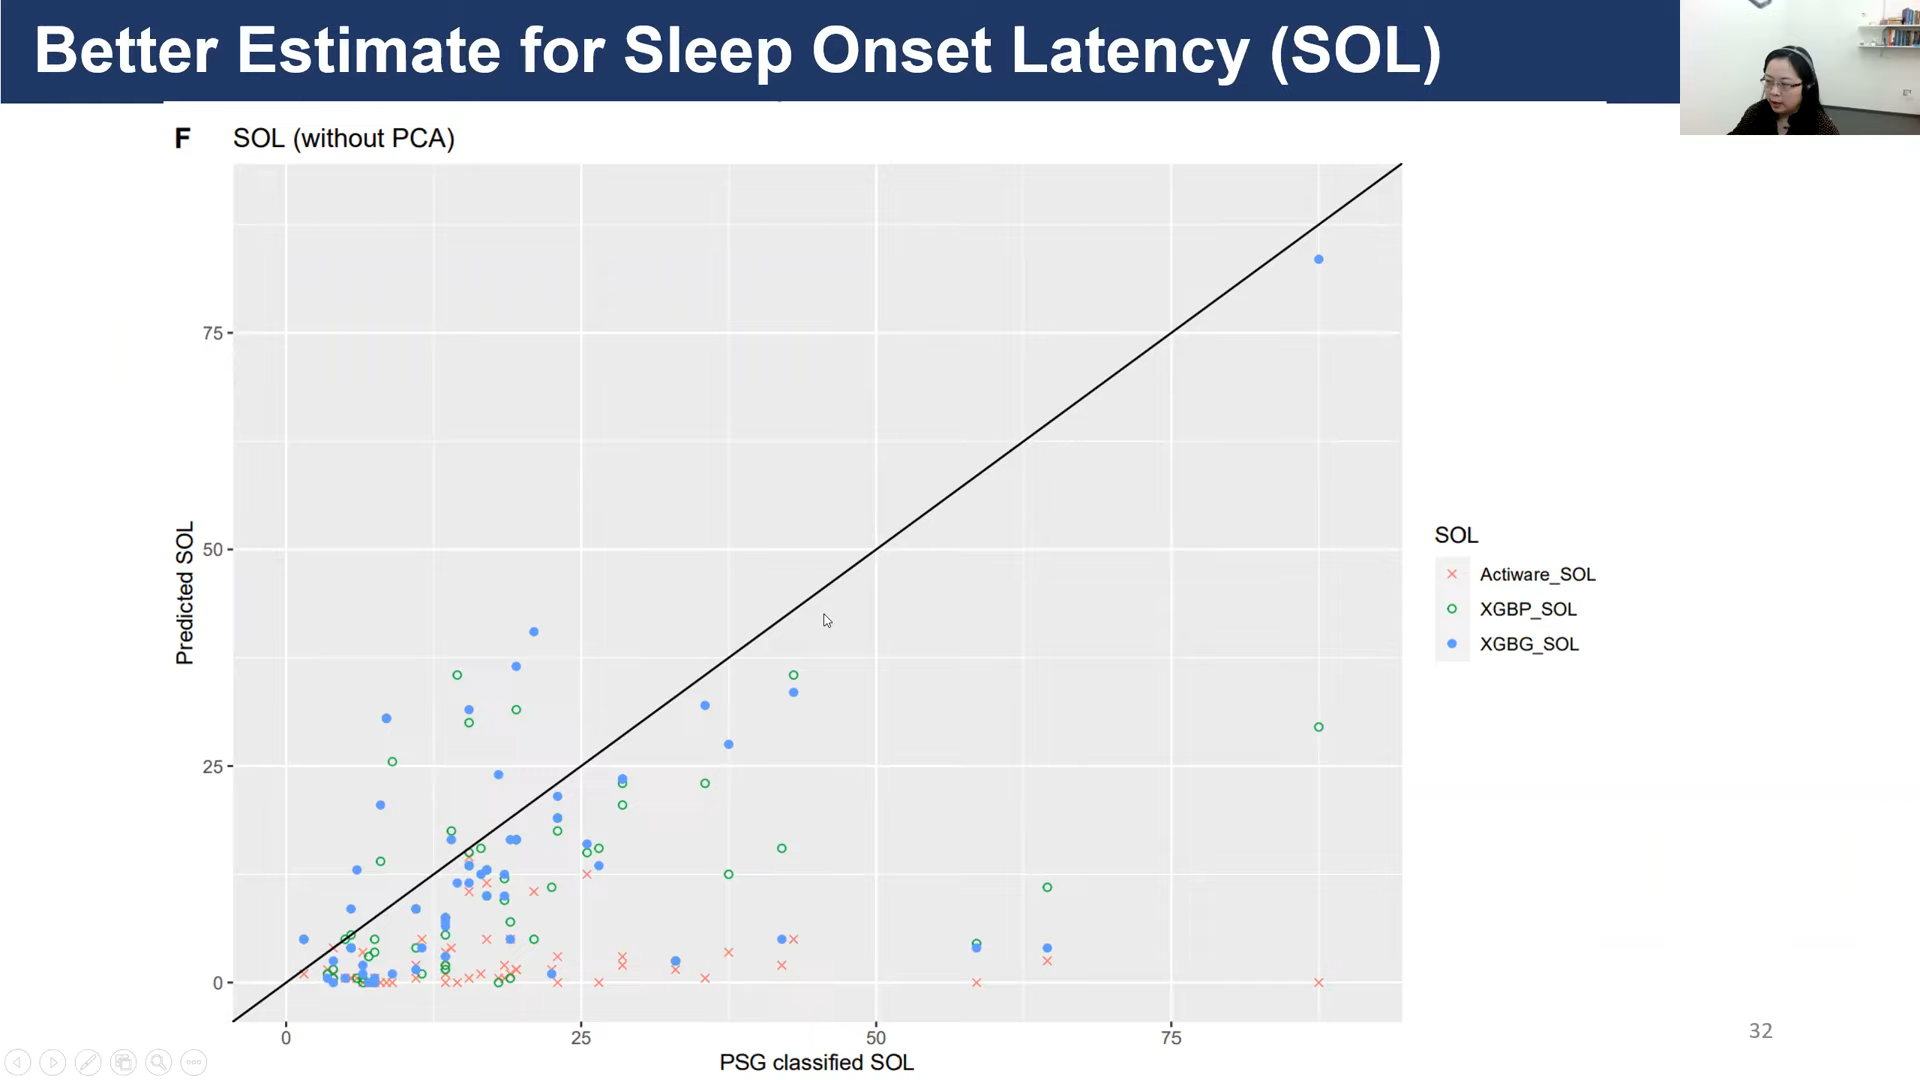 Better Estimate for Sleep Onset Latency (SOL)
F SOL (without PCA)
75
50
25
0
Predicted SOL
0 25 50 75
PSG classified SOL
SOL
Actiware_SOL
XGBP_SOL
XGBG_SOL
32